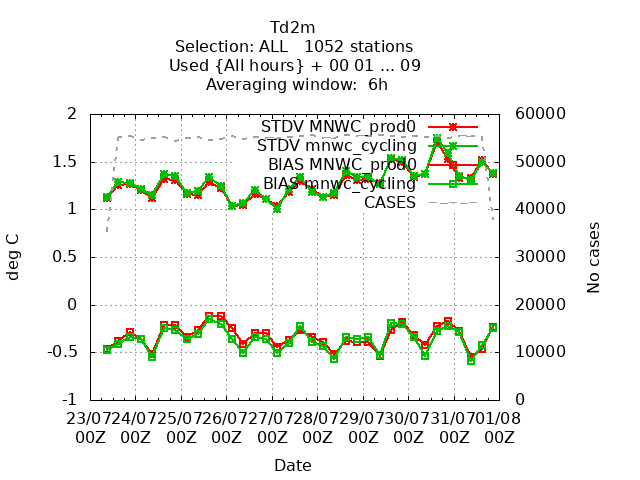 Td2m
Selection: ALL   1052 stations
Used {All hours} + 00 01 ... 09
Averaging window:  6h
STDV MNWC_prod0
STDV mnwc_cycling
BIAS MNWC_prod0
BIAS mnwc_cycling
CASES
2
1.5
1
0.5
0
-0.5
-1
deg C
60000
50000
40000
30000
20000
10000
0
No cases
23/07 24/07 25/07 26/07 27/07 28/07 29/07 30/07 31/07 01/08
00Z 00Z 00Z 00Z 00Z 00Z 00Z 00Z 00Z 00Z
Date